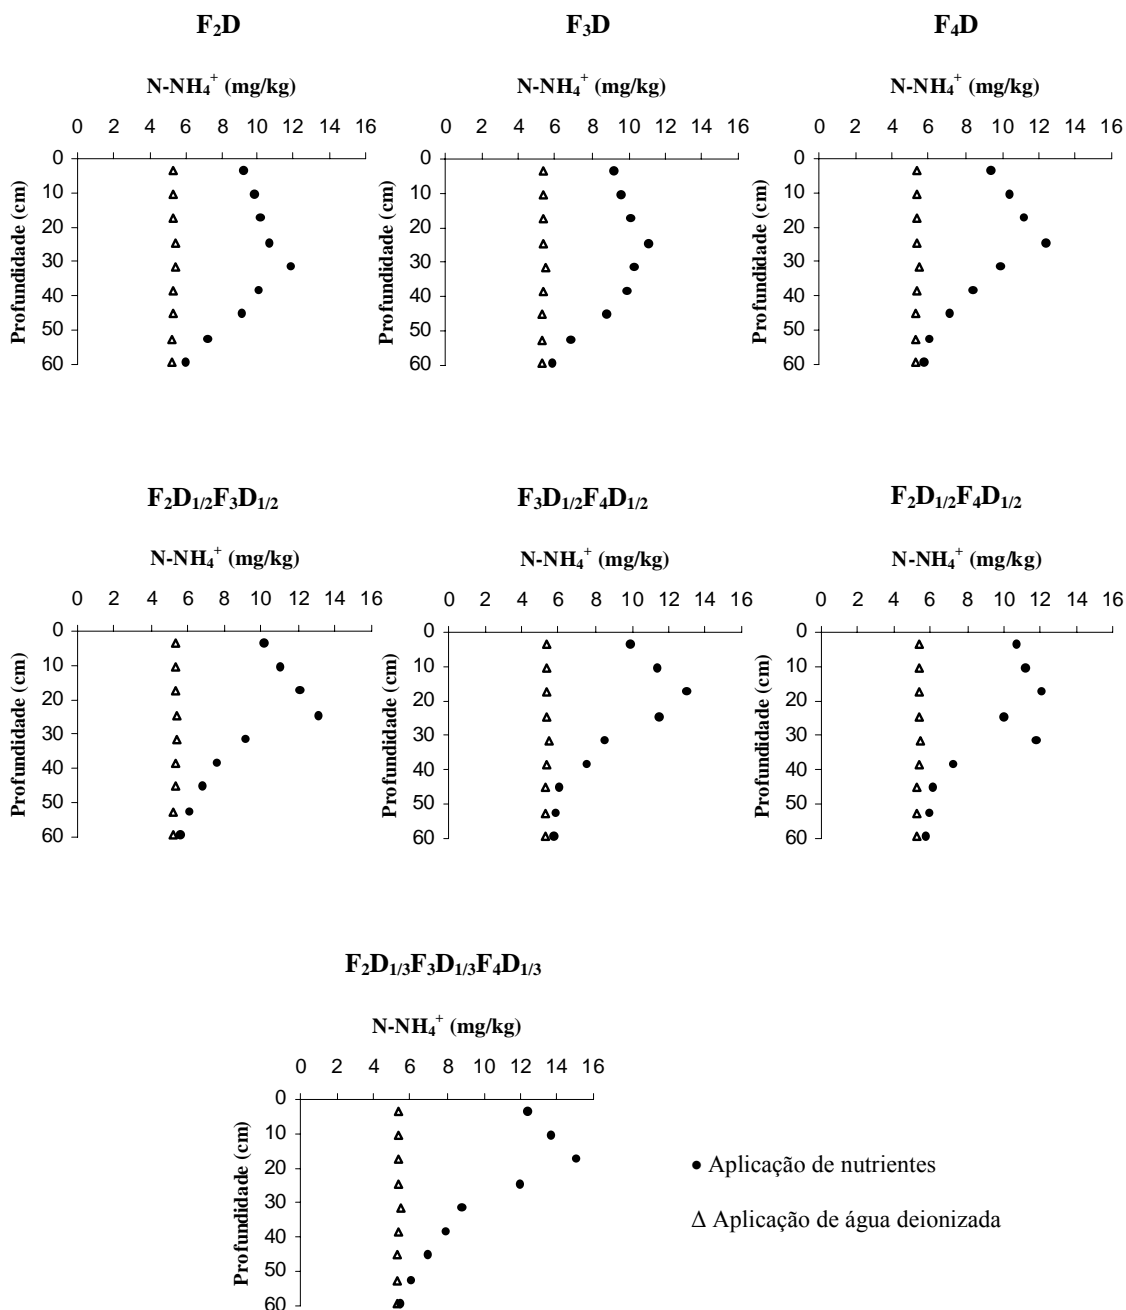 F₂D F₃D F₄D
N-NH₄⁺ (mg/kg) N-NH₄⁺ (mg/kg) N-NH₄⁺ (mg/kg)
0 2 4 6 8 10 12 14 16 0 2 4 6 8 10 12 14 16 0 2 4 6 8 10 12 14 16
Profundidade (cm) Profundidade (cm) Profundidade (cm)
0 0 0
10 10 10
20 20 20
30 30 30
40 40 40
50 50 50
60 60 60
F₂D₁/₂F₃D₁/₂ F₃D₁/₂F₄D₁/₂ F₂D₁/₂F₄D₁/₂
N-NH₄⁺ (mg/kg) N-NH₄⁺ (mg/kg) N-NH₄⁺ (mg/kg)
0 2 4 6 8 10 12 14 16 0 2 4 6 8 10 12 14 16 0 2 4 6 8 10 12 14 16
Profundidade (cm) Profundidade (cm) Profundidade (cm)
0 0 0
10 10 10
20 20 20
30 30 30
40 40 40
50 50 50
60 60 60
F₂D₁/₃F₃D₁/₃F₄D₁/₃
N-NH₄⁺ (mg/kg)
0 2 4 6 8 10 12 14 16
Profundidade (cm)
0
10
20
30
40
50
60
● Aplicação de nutrientes
Δ Aplicação de água deionizada